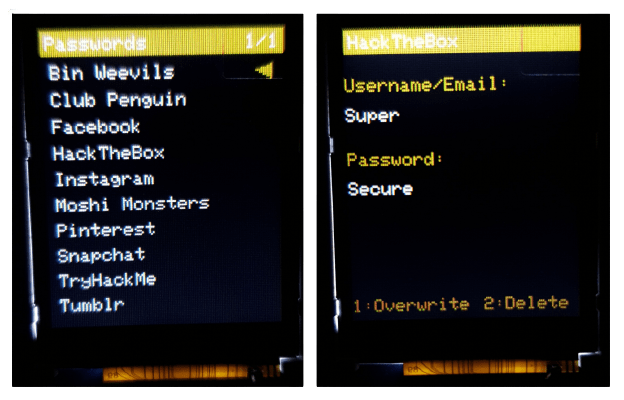 Passwords 1/1
Bin Weevils
Club Penguin
Facebook
HackTheBox
Instagram
Moshi Monsters
Pinterest
Snapchat
TryHackMe
Tumblr
HackTheBox
Username/Email:
Super
Password:
Secure
1:Overwrite 2:Delete